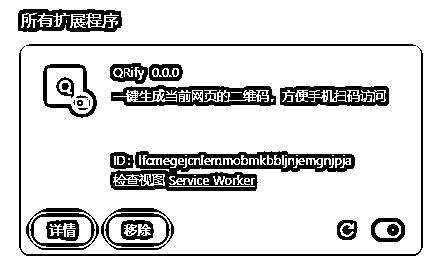 所有扩展程序
QRify 0.0.0
一键生成当前网页的二维码，方便手机扫码访问
ID：lfcmegejcnfemmobmkbbljnjemgnjpja
检查视图 Service Worker
详情
移除